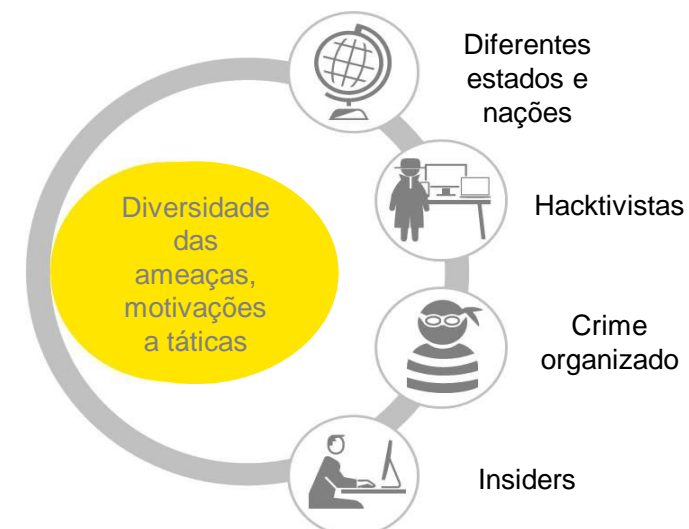 Diferentes
estados e
nações
Hacktivistas
Diversidade
das
ameaças,
motivações
a táticas
Crime
organizado
Insiders